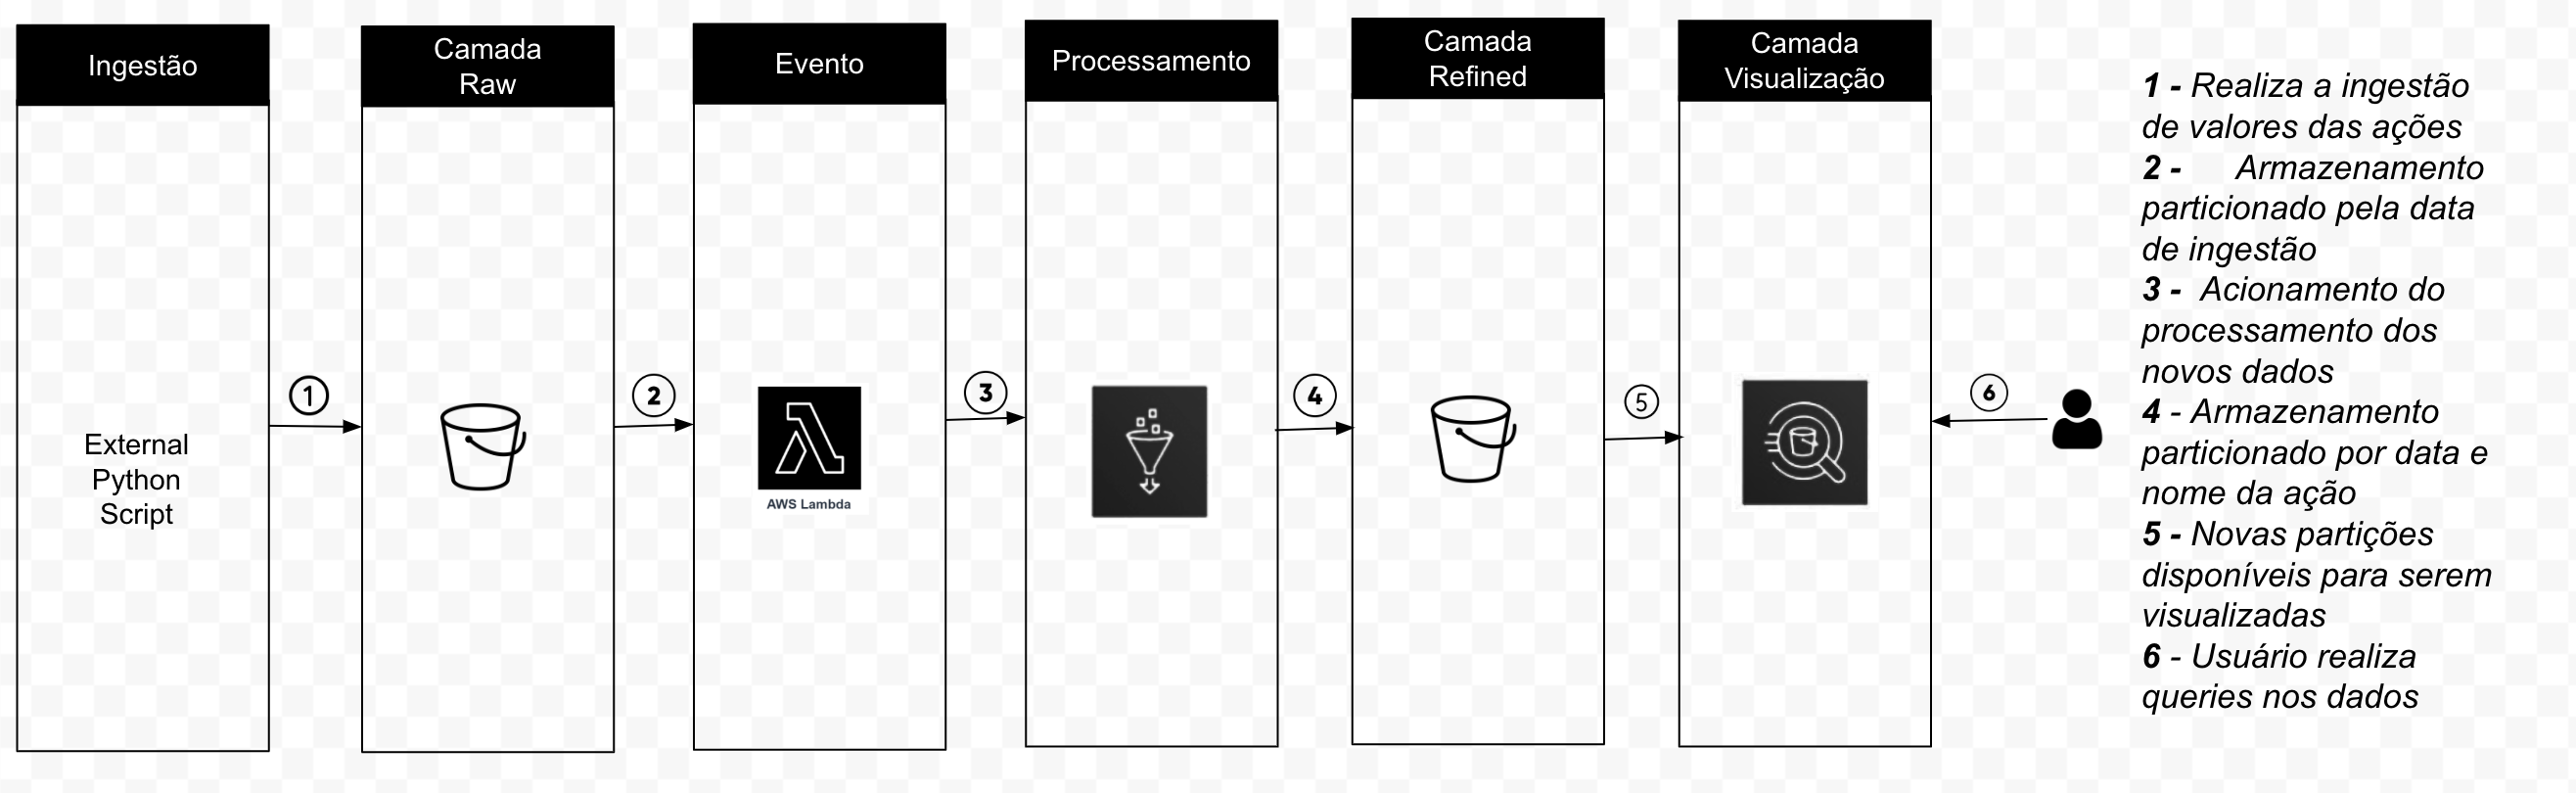 Ingestão
External
Python
Script
1
Camada
Raw
2
Evento
AWS Lambda
3
Processamento
4
Camada
Refined
5
Camada
Visualização
6
1 - Realiza a ingestão
de valores das ações
2 - Armazenamento
particionado pela data
de ingestão
3 - Acionamento do
processamento dos
novos dados
4 - Armazenamento
particionado por data e
nome da ação
5 - Novas partições
disponíveis para serem
visualizadas
6 - Usuário realiza
queries nos dados